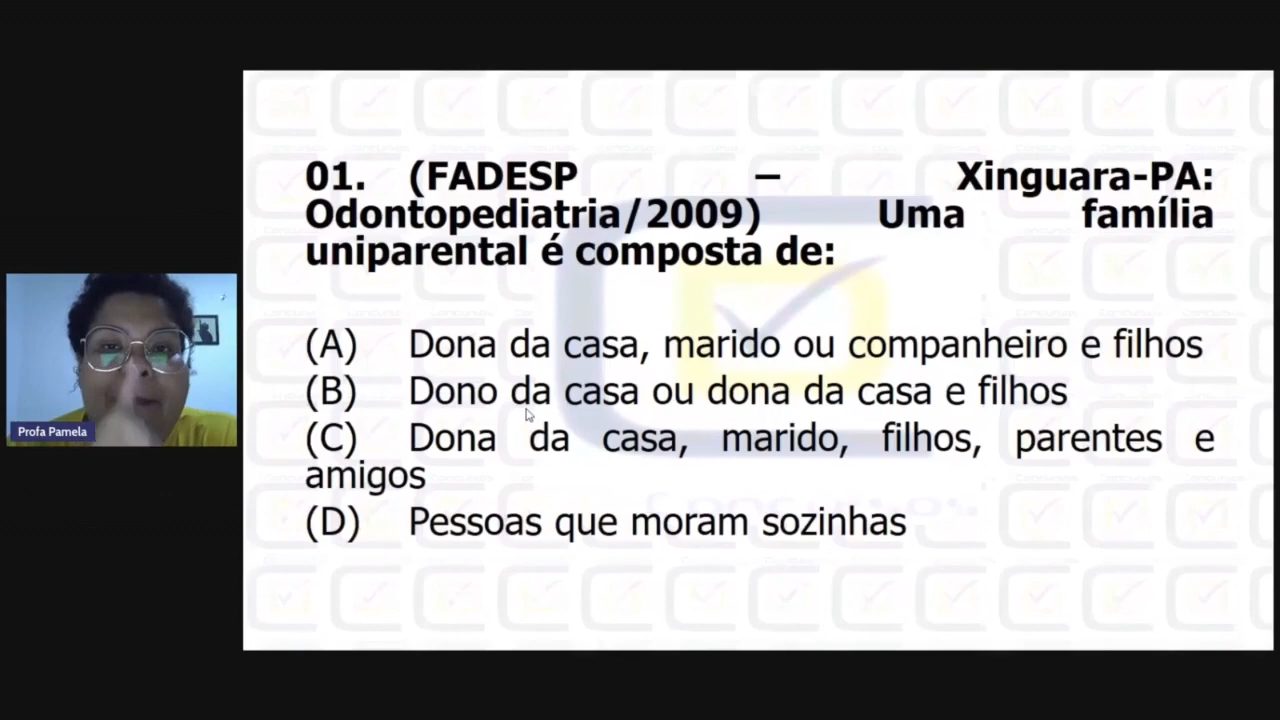 01. (FADESP – Xinguara-PA:
Odontopediatria/2009) Uma família
uniparental é composta de:
(A) Dona da casa, marido ou companheiro e filhos
(B) Dono da casa ou dona da casa e filhos
(C) Dona da casa, marido, filhos, parentes e
amigos
(D) Pessoas que moram sozinhas
Profa Pamela